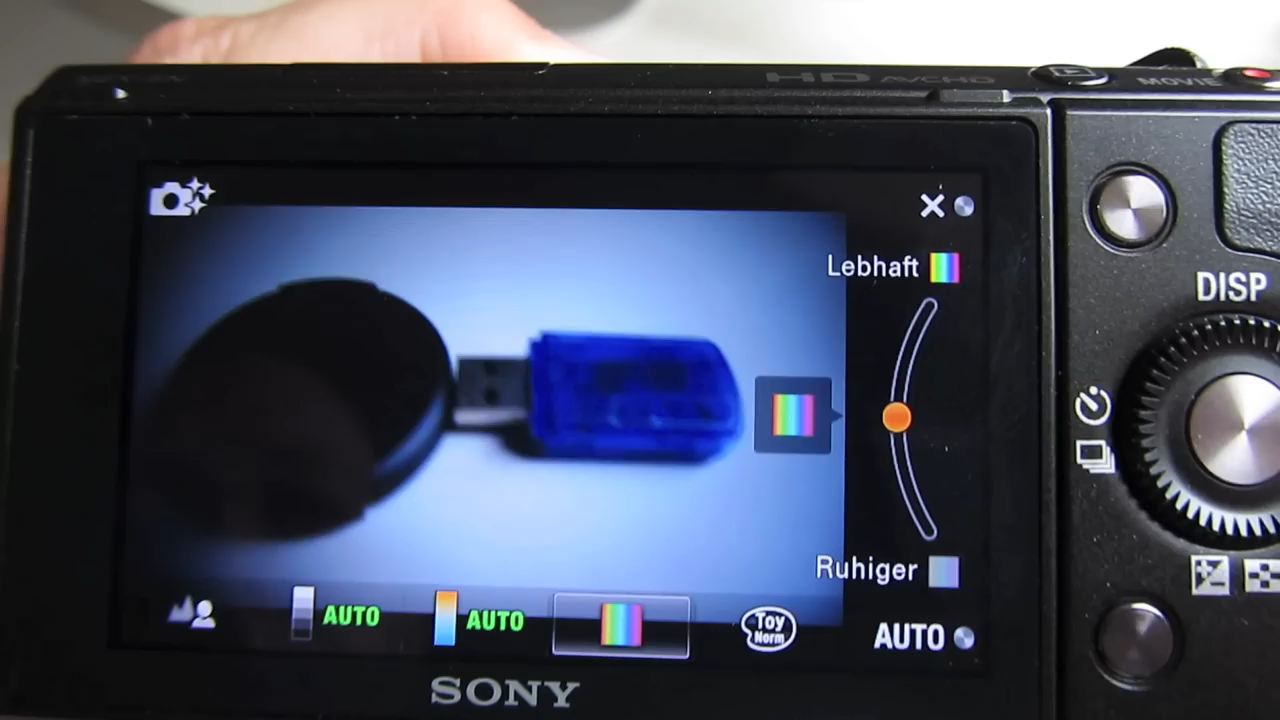 HD AVCHD
MOVIE
Lebhaft
DISP
Ruhiger
AUTO
AUTO
Toy
Norm
AUTO
SONY